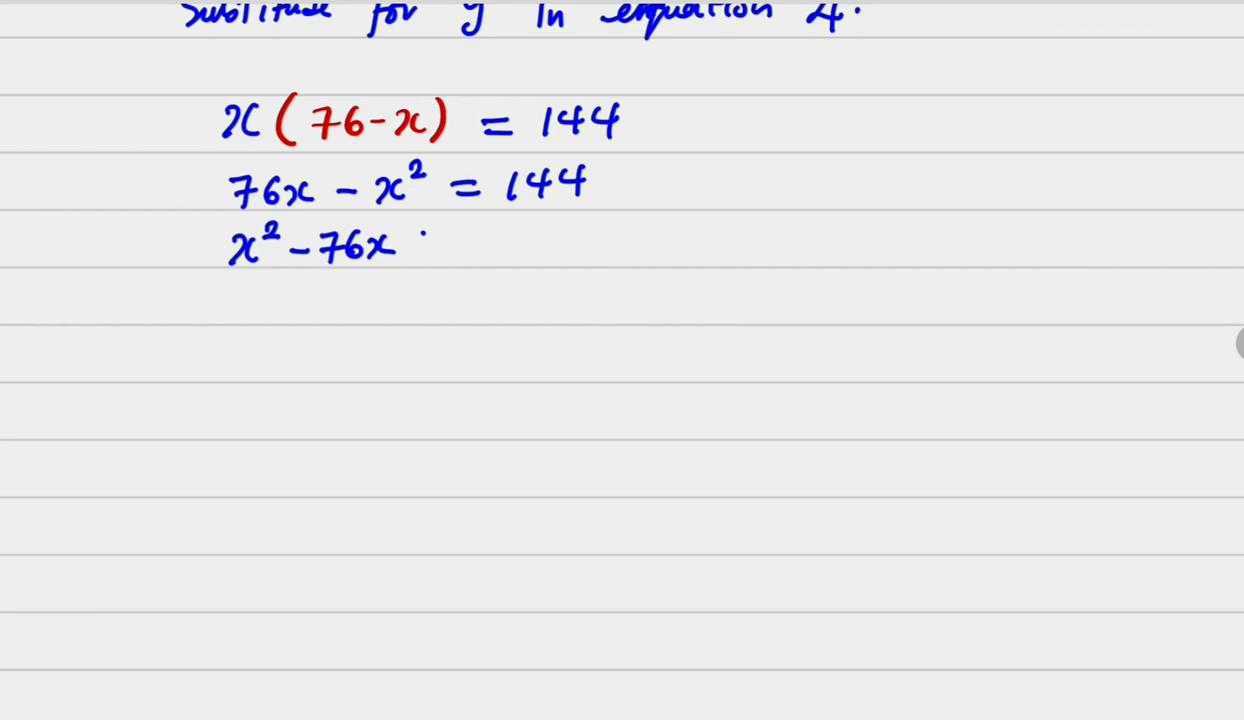 substitute for y in equation 4.
x(76-x) = 144
76x - x² = 144
x² - 76x